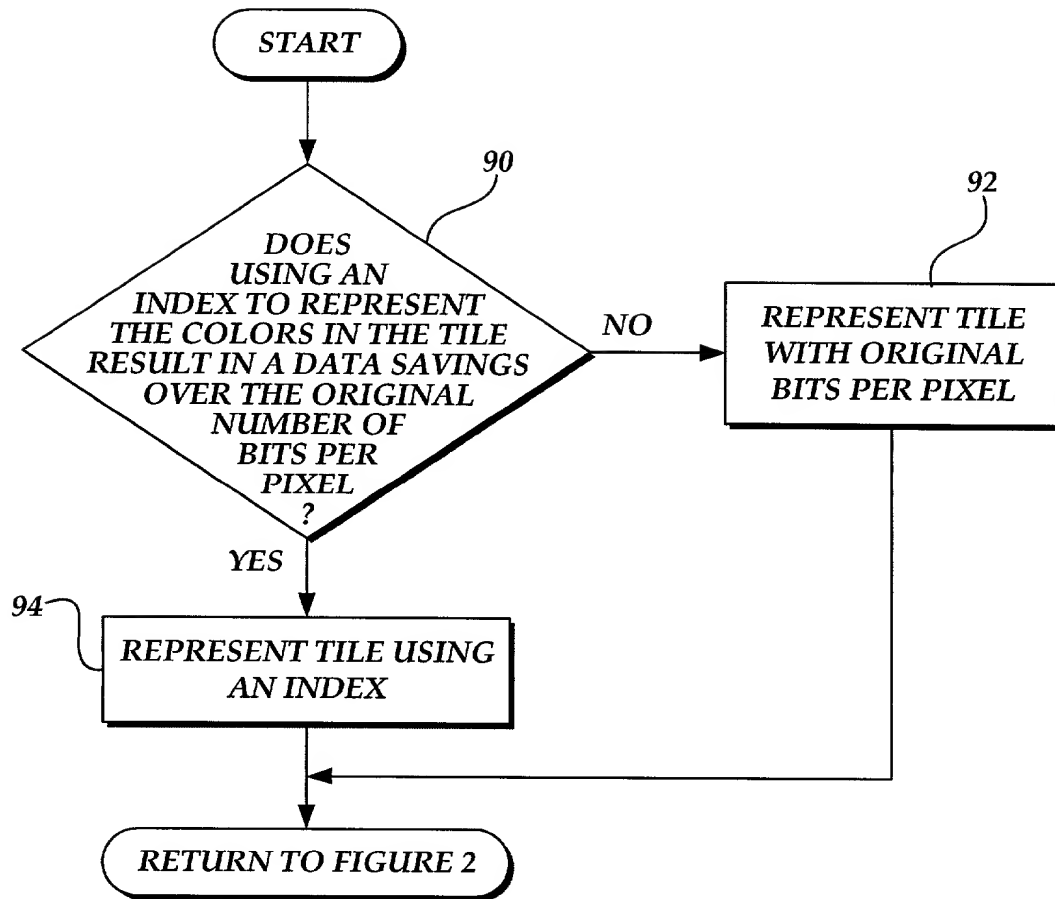 START
90
DOES
USING AN
INDEX TO REPRESENT
THE COLORS IN THE TILE
RESULT IN A DATA SAVINGS
OVER THE ORIGINAL
NUMBER OF
BITS PER
PIXEL
?
NO
92
REPRESENT TILE
WITH ORIGINAL
BITS PER PIXEL
YES
94
REPRESENT TILE USING
AN INDEX
RETURN TO FIGURE 2